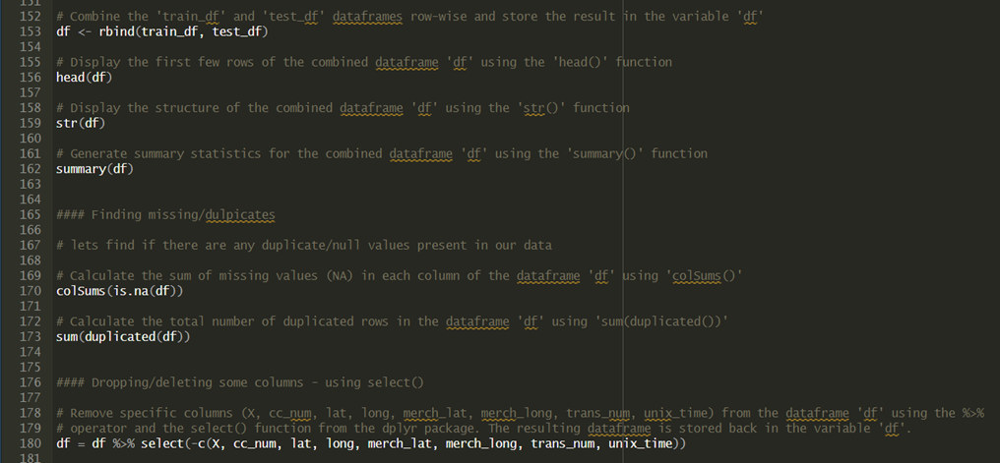 151
152 # Combine the 'train_df' and 'test_df' dataframes row-wise and store the result in the variable 'df'
153 df <- rbind(train_df, test_df)
154
155 # Display the first few rows of the combined dataframe 'df' using the 'head()' function
156 head(df)
157
158 # Display the structure of the combined dataframe 'df' using the 'str()' function
159 str(df)
160
161 # Generate summary statistics for the combined dataframe 'df' using the 'summary()' function
162 summary(df)
163
164
165 #### Finding missing/dulpicates
166
167 # lets find if there are any duplicate/null values present in our data
168
169 # Calculate the sum of missing values (NA) in each column of the dataframe 'df' using 'colSums()'
170 colSums(is.na(df))
171
172 # Calculate the total number of duplicated rows in the dataframe 'df' using 'sum(duplicated())'
173 sum(duplicated(df))
174
175
176 #### Dropping/deleting some columns - using select()
177
178 # Remove specific columns (X, cc_num, lat, long, merch_lat, merch_long, trans_num, unix_time) from the dataframe 'df' using the %>%
179 # operator and the select() function from the dplyr package. The resulting dataframe is stored back in the variable 'df'.
180 df = df %>% select(-c(X, cc_num, lat, long, merch_lat, merch_long, trans_num, unix_time))
181